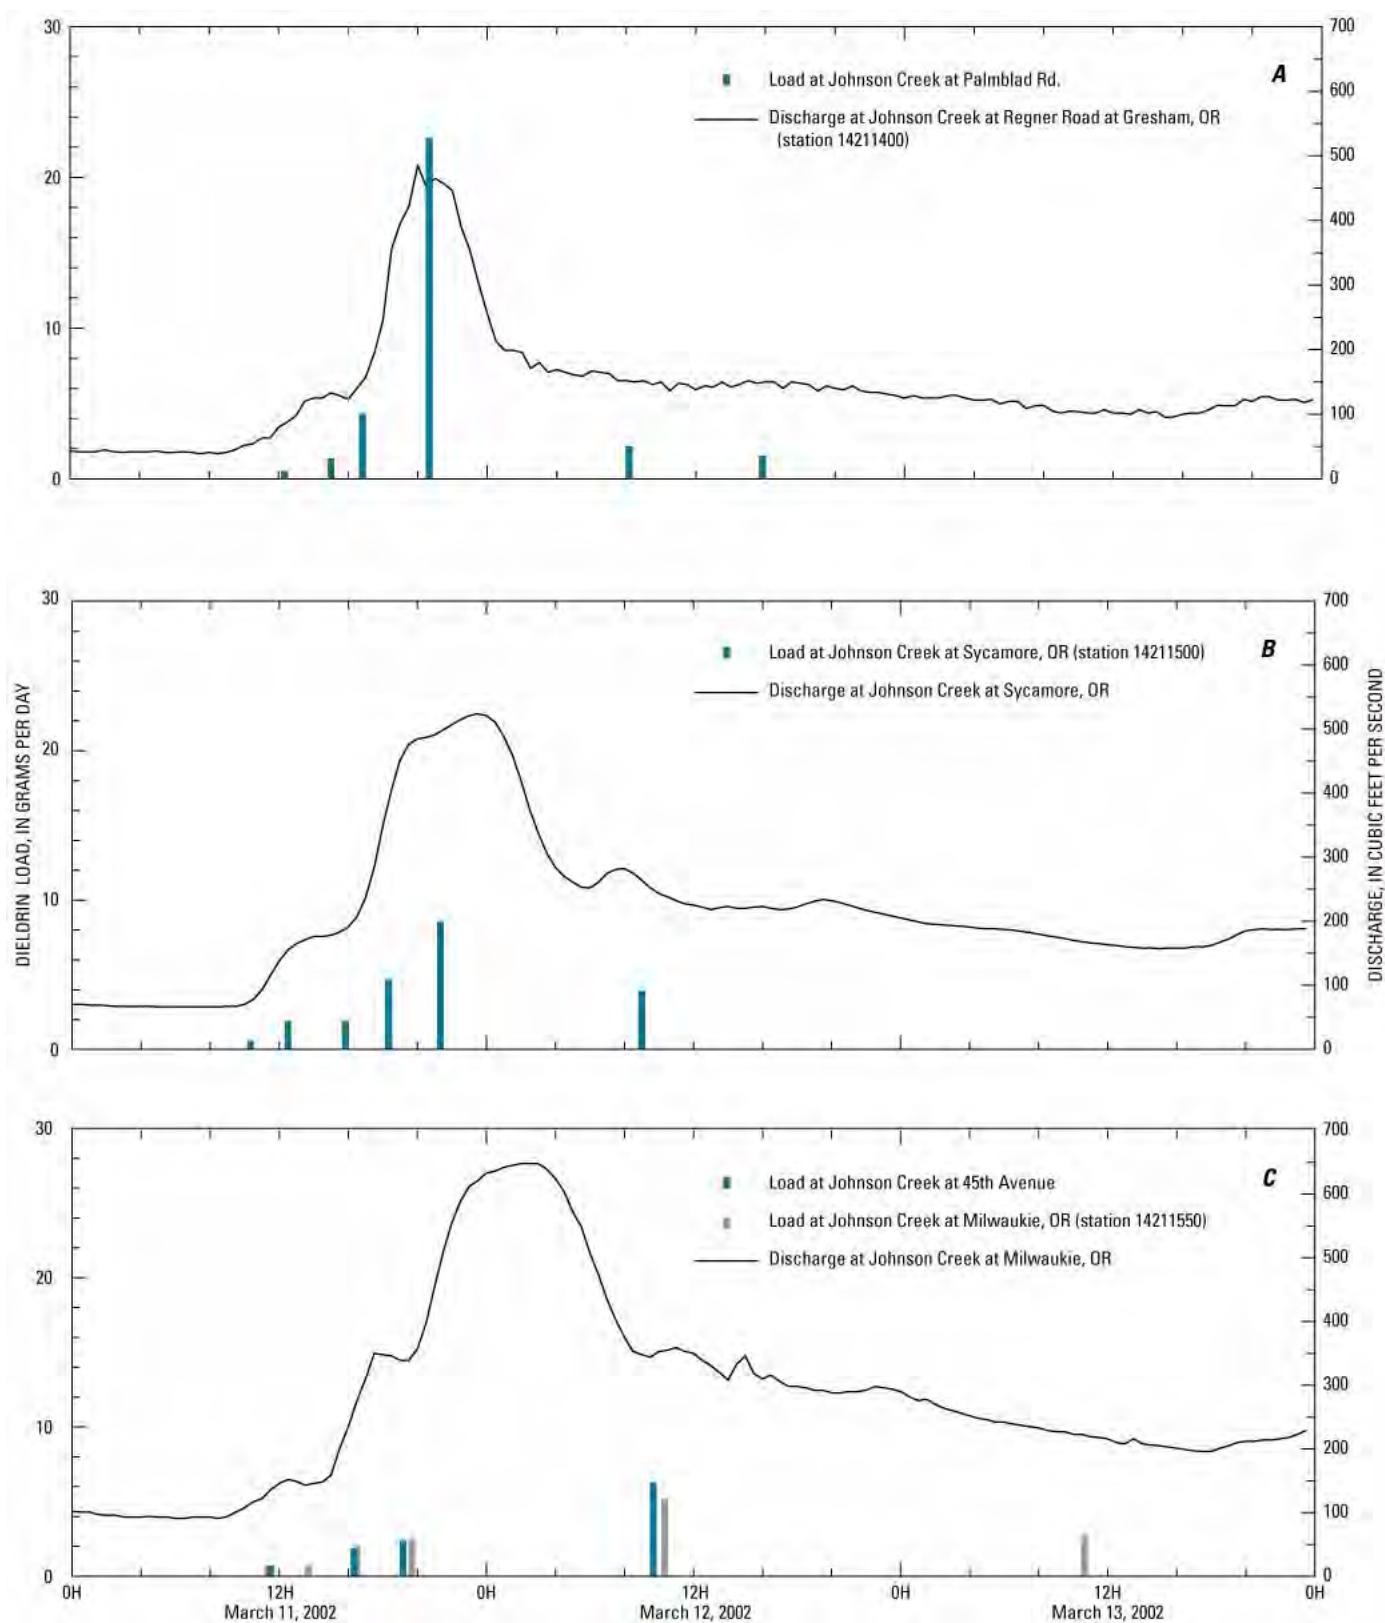 30
700
A
Load at Johnson Creek at Palmblad Rd.
600
Discharge at Johnson Creek at Regner Road at Gresham, OR
(station 14211400)
500
20
400
300
10
200
100
0
0
30
700
B
Load at Johnson Creek at Sycamore, OR (station 14211500)
600
Discharge at Johnson Creek at Sycamore, OR
500
20
400
300
10
200
100
0
0
DIELDRIN LOAD, IN GRAMS PER DAY
DISCHARGE, IN CUBIC FEET PER SECOND
30
700
C
Load at Johnson Creek at 45th Avenue
600
Load at Johnson Creek at Milwaukie, OR (station 14211550)
Discharge at Johnson Creek at Milwaukie, OR
500
20
400
300
10
200
100
0
0
0H 12H 0H 12H 0H 12H 0H
March 11, 2002 March 12, 2002 March 13, 2002